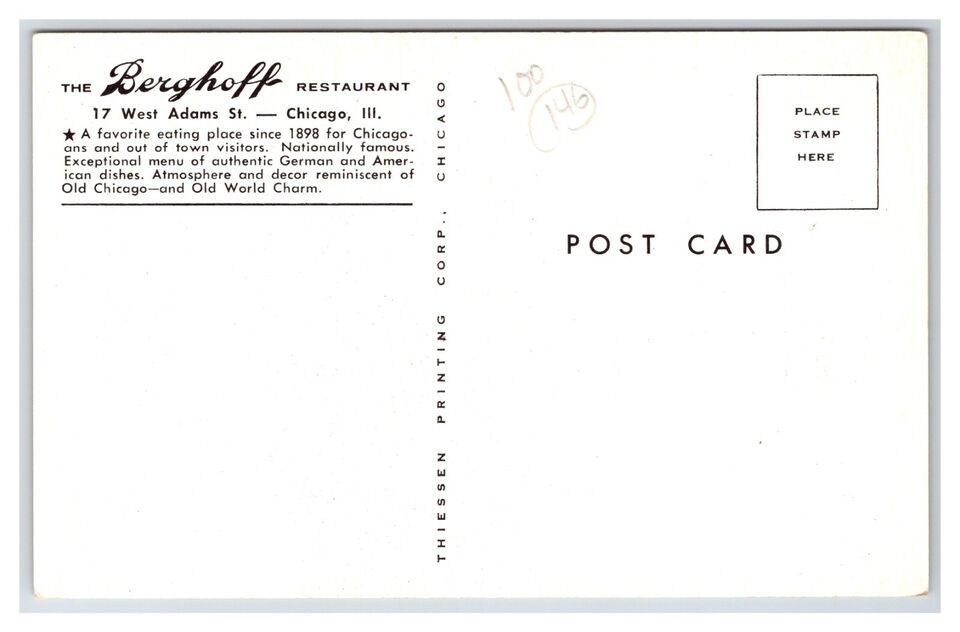 THE Berghoff RESTAURANT
17 West Adams St. — Chicago, Ill.
★ A favorite eating place since 1898 for Chicago-
ans and out of town visitors. Nationally famous.
Exceptional menu of authentic German and Amer-
ican dishes. Atmosphere and decor reminiscent of
Old Chicago—and Old World Charm.
THIESSEN PRINTING CORP., CHICAGO
100
146
PLACE
STAMP
HERE
POST CARD